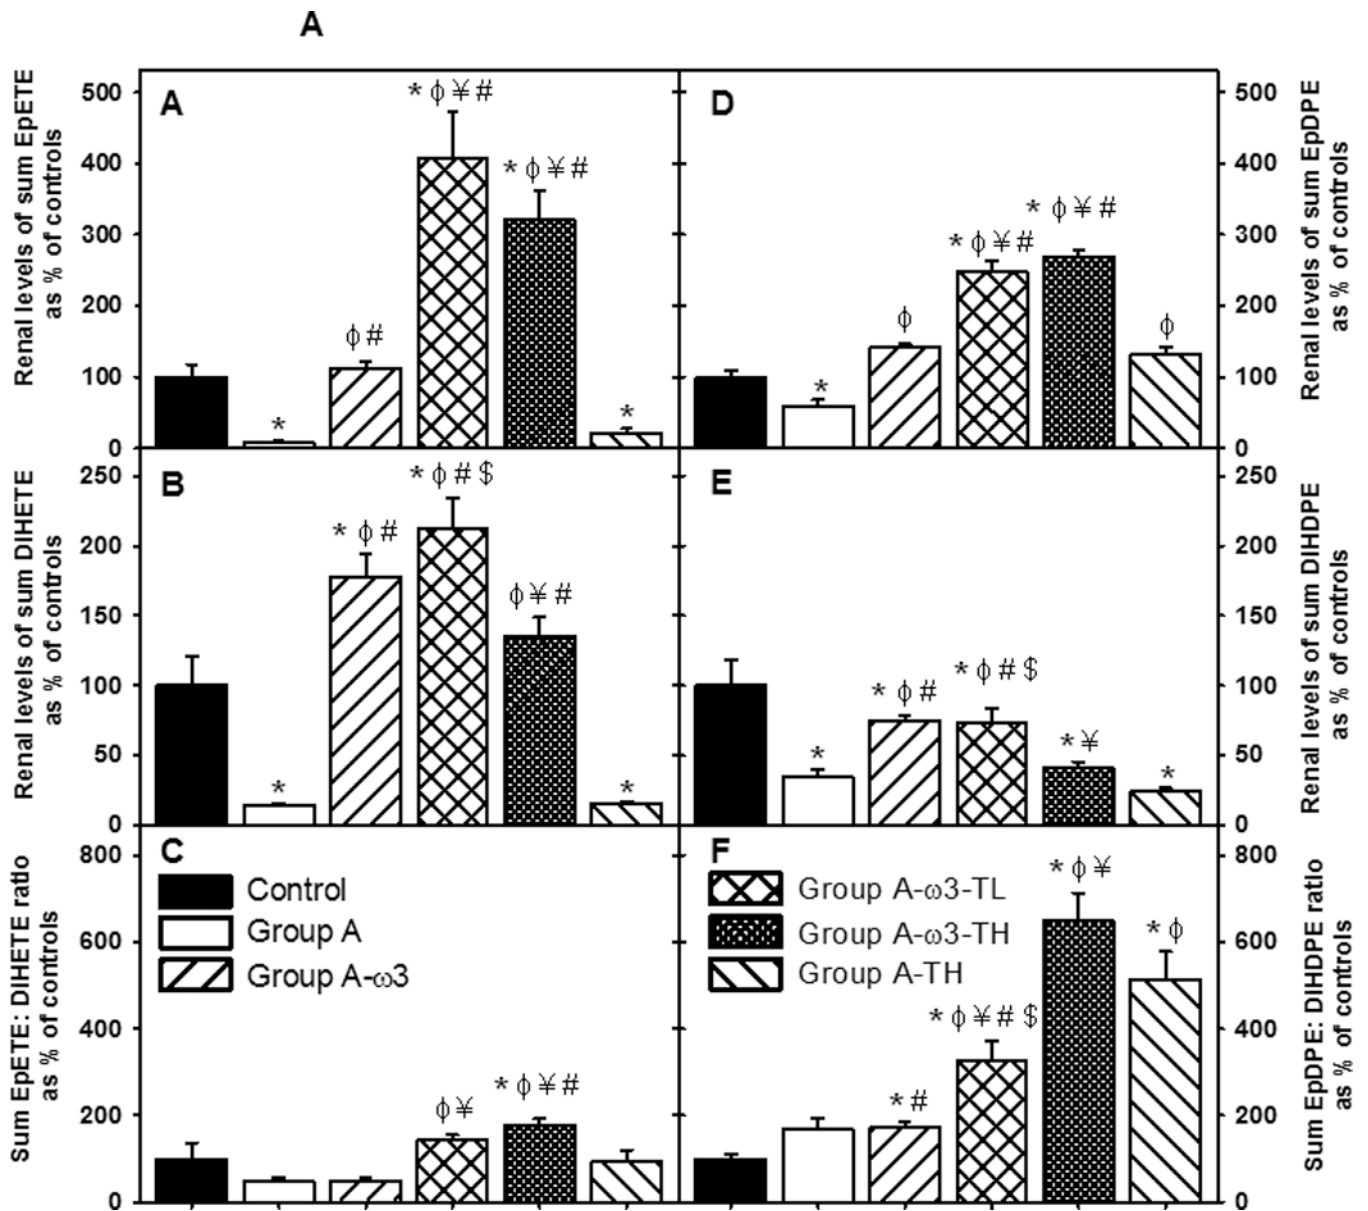 A
Renal levels of sum EpETE
as % of controls
500
400
300
200
100
0
A
*
ϕ #
* ϕ ¥ #
* ϕ ¥ #
*
D
*
ϕ
* ϕ ¥ #
* ϕ ¥ #
ϕ
500
400
300
200
100
0
Renal levels of sum EpDPE
as % of controls
Renal levels of sum DIHETE
as % of controls
250
200
150
100
50
0
B
*
* ϕ #
* ϕ # $
ϕ ¥ #
*
E
*
* ϕ #
* ϕ # $
* ¥
*
250
200
150
100
50
0
Renal levels of sum DIHDPE
as % of controls
Sum EpETE: DIHETE ratio
as % of controls
800
600
400
200
0
C
Control
Group A
Group A-ω3
ϕ ¥
* ϕ ¥ #
F
Group A-ω3-TL
Group A-ω3-TH
Group A-TH
* #
* ϕ ¥ # $
* ϕ ¥
* ϕ
800
600
400
200
0
Sum EpDPE: DIHDPE ratio
as % of controls